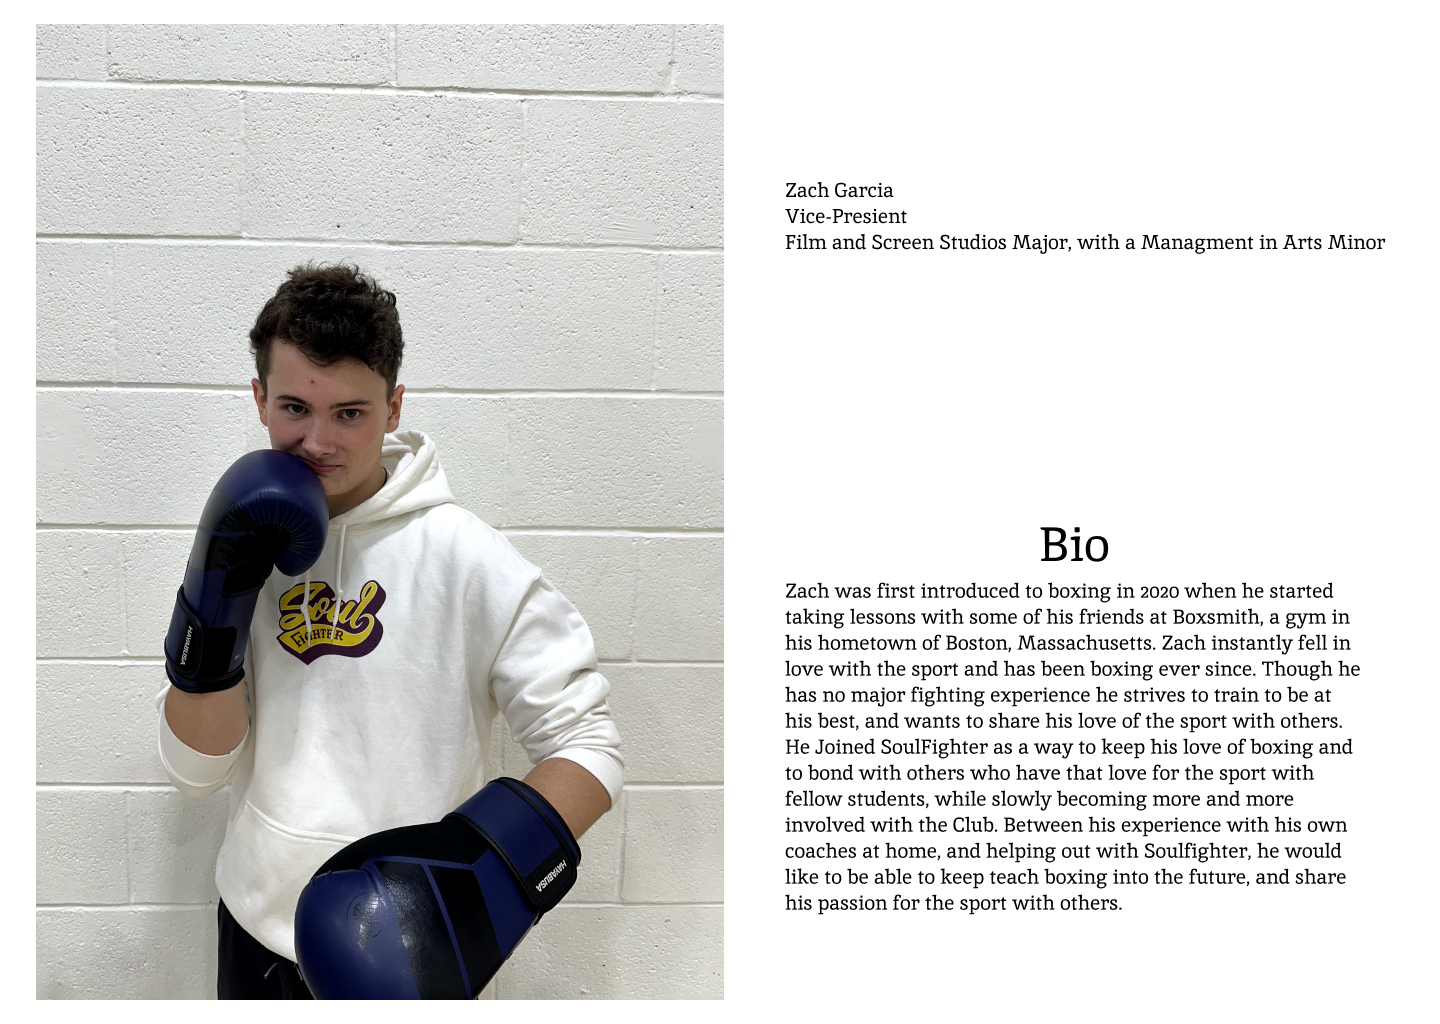 Zach Garcia
Vice-Presient
Film and Screen Studios Major, with a Managment in Arts Minor
Soul
FIGHTER
HAYABUSA
HAYABUSA
Bio
Zach was first introduced to boxing in 2020 when he started
taking lessons with some of his friends at Boxsmith, a gym in
his hometown of Boston, Massachusetts. Zach instantly fell in
love with the sport and has been boxing ever since. Though he
has no major fighting experience he strives to train to be at
his best, and wants to share his love of the sport with others.
He Joined SoulFighter as a way to keep his love of boxing and
to bond with others who have that love for the sport with
fellow students, while slowly becoming more and more
involved with the Club. Between his experience with his own
coaches at home, and helping out with Soulfighter, he would
like to be able to keep teach boxing into the future, and share
his passion for the sport with others.